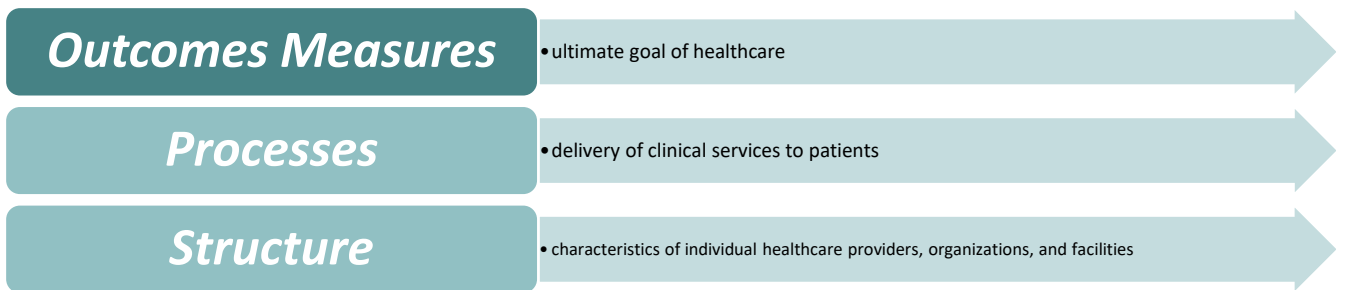 Outcomes Measures
•ultimate goal of healthcare
Processes
•delivery of clinical services to patients
Structure
• characteristics of individual healthcare providers, organizations, and facilities